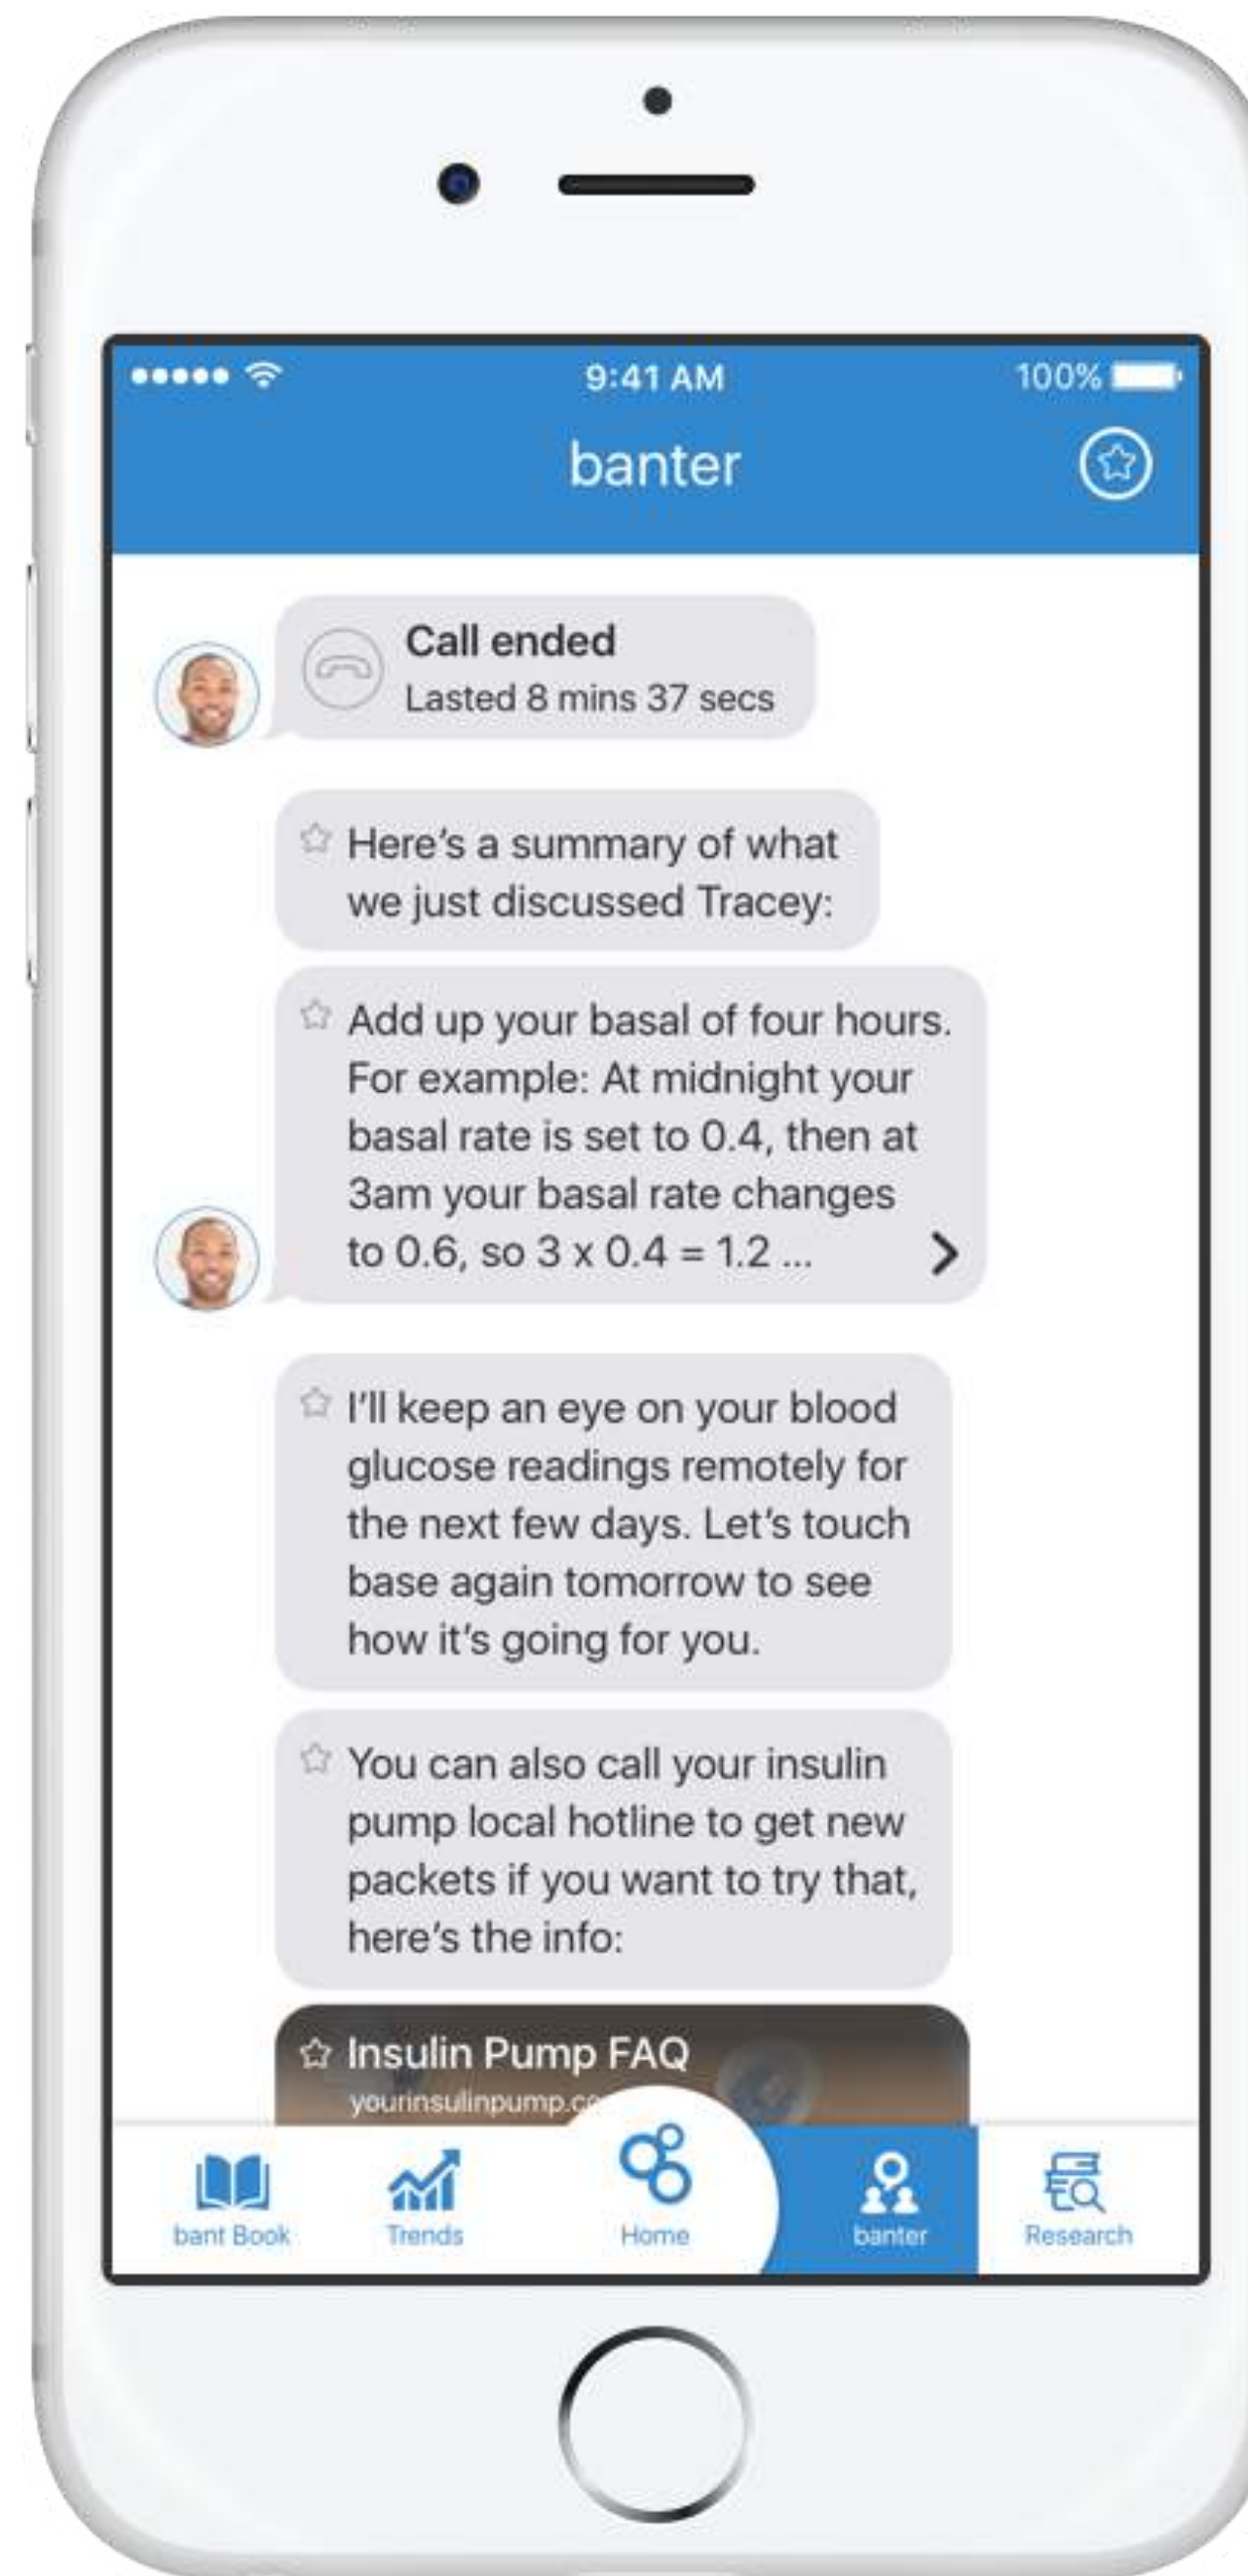 9:41 AM
100%
banter
Call ended
Lasted 8 mins 37 secs
Here's a summary of what
we just discussed Tracey:
Add up your basal of four hours.
For example: At midnight your
basal rate is set to 0.4, then at
3am your basal rate changes
to 0.6, so 3 x 0.4 = 1.2 ...
I'll keep an eye on your blood
glucose readings remotely for
the next few days. Let's touch
base again tomorrow to see
how it's going for you.
You can also call your insulin
pump local hotline to get new
packets if you want to try that,
here's the info:
Insulin Pump FAQ
yourinsulinpump.c
bant Book
Trends
Home
banter
Research